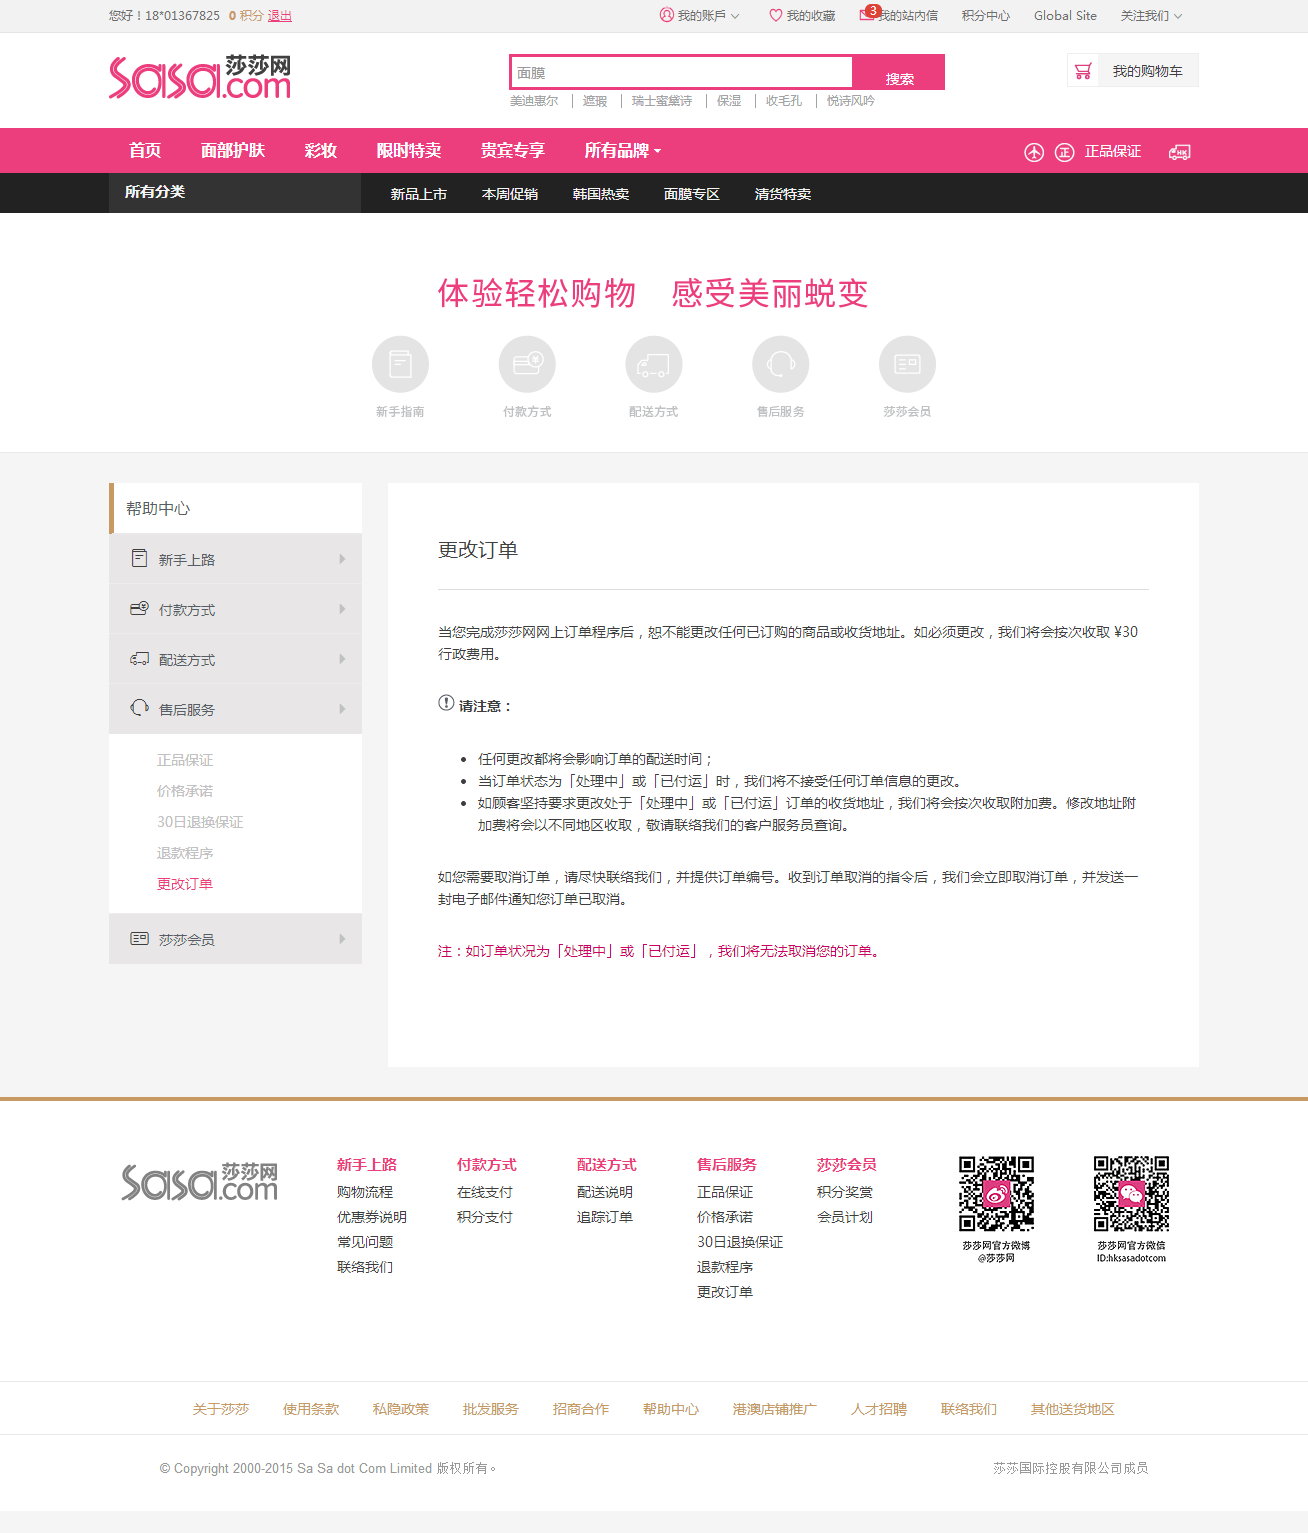 您好！18*01367825 0 积分 退出 我的账戶 我的收藏 3 我的站内信 积分中心 Global Site 关注我们
Sasa.com 莎莎网
面膜 搜索
我的购物车
美迪惠尔 遮瑕 瑞士蜜黛诗 保湿 收毛孔 悦诗风吟
首页 面部护肤 彩妆 限时特卖 贵宾专享 所有品牌 正 正品保证 HK
所有分类 新品上市 本周促销 韩国热卖 面膜专区 清货特卖
体验轻松购物 感受美丽蜕变
新手指南 付款方式 配送方式 售后服务 莎莎会员
帮助中心
新手上路
付款方式
配送方式
售后服务
正品保证
价格承诺
30日退换保证
退款程序
更改订单
莎莎会员
更改订单
当您完成莎莎网网上订单程序后，恕不能更改任何已订购的商品或收货地址。如必须更改，我们将会按次收取 ¥30
行政费用。
请注意：
任何更改都将会影响订单的配送时间；
当订单状态为「处理中」或「已付运」时，我们将不接受任何订单信息的更改。
如顾客坚持要求更改处于「处理中」或「已付运」订单的收货地址，我们将会按次收取附加费。修改地址附
加费将会以不同地区收取，敬请联络我们的客户服务员查询。
如您需要取消订单，请尽快联络我们，并提供订单编号。收到订单取消的指令后，我们会立即取消订单，并发送一
封电子邮件通知您订单已取消。
注：如订单状况为「处理中」或「已付运」，我们将无法取消您的订单。
Sasa.com 莎莎网
新手上路
购物流程
优惠券说明
常见问题
联络我们
付款方式
在线支付
积分支付
配送方式
配送说明
追踪订单
售后服务
正品保证
价格承诺
30日退换保证
退款程序
更改订单
莎莎会员
积分奖赏
会员计划
莎莎网官方微博
@莎莎网
莎莎网官方微信
ID:hksasadotcom
关于莎莎 使用条款 私隐政策 批发服务 招商合作 帮助中心 港澳店铺推广 人才招聘 联络我们 其他送货地区
© Copyright 2000-2015 Sa Sa dot Com Limited 版权所有。 莎莎国际控股有限公司成员